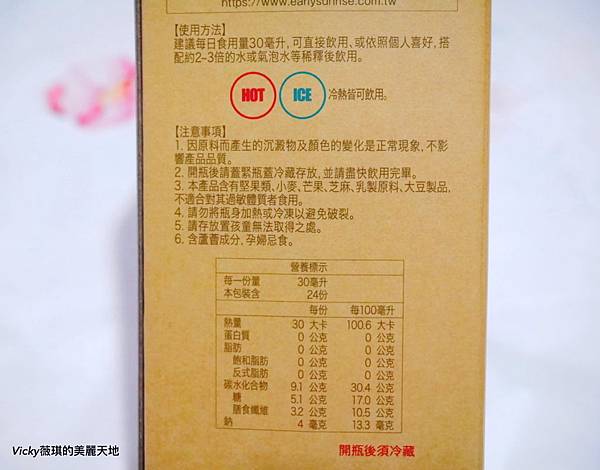 https://www.earlysunrise.com.tw
【使用方法】
建議每日食用量30毫升,可直接飲用、或依照個人喜好,搭
配約2-3倍的水或氣泡水等稀釋後飲用。
HOT ICE 冷熱皆可飲用。
【注意事項】
1. 因原料而產生的沉澱物及顏色的變化是正常現象,不影
響產品品質。
2. 開瓶後請蓋緊瓶蓋冷藏存放,並請盡快飲用完畢。
3. 本產品含有堅果類、小麥、芒果、芝麻、乳製原料、大豆製品,
不適合對其過敏體質者食用。
4. 請勿將瓶身加熱或冷凍以避免破裂。
5. 請存放置孩童無法取得之處。
6. 含蘆薈成分,孕婦忌食。
營養標示
每一份量 30毫升
本包裝含 24份
每份 每100毫升
熱量 30 大卡 100.6 大卡
蛋白質 0 公克 0 公克
脂肪 0 公克 0 公克
飽和脂肪 0 公克 0 公克
反式脂肪 0 公克 0 公克
碳水化合物 9.1 公克 30.4 公克
糖 5.1 公克 17.0 公克
膳食纖維 3.2 公克 10.5 公克
鈉 4 毫克 13.3 毫克
開瓶後須冷藏
Vicky薇琪的美麗天地